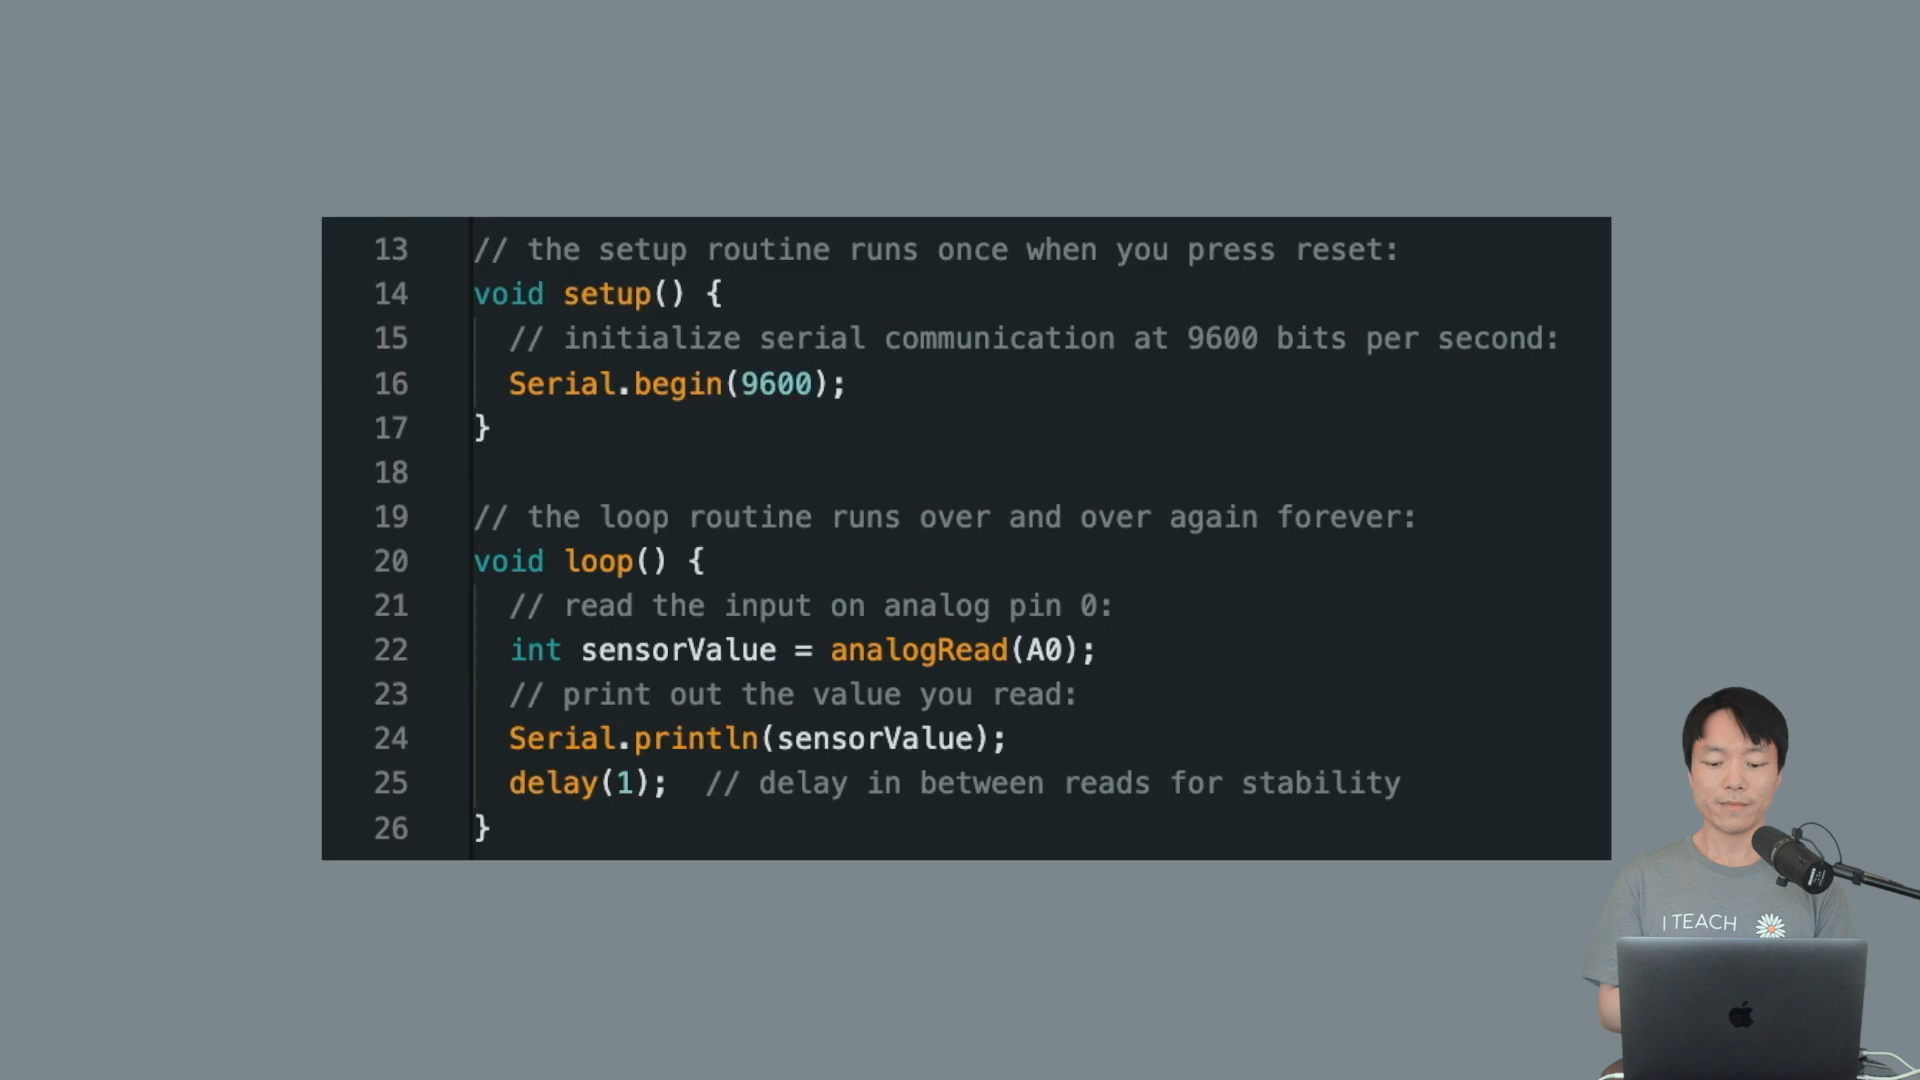 13 // the setup routine runs once when you press reset:
14 void setup() {
15   // initialize serial communication at 9600 bits per second:
16   Serial.begin(9600);
17 }
18
19 // the loop routine runs over and over again forever:
20 void loop() {
21   // read the input on analog pin 0:
22   int sensorValue = analogRead(A0);
23   // print out the value you read:
24   Serial.println(sensorValue);
25   delay(1);  // delay in between reads for stability
26 }
I TEACH